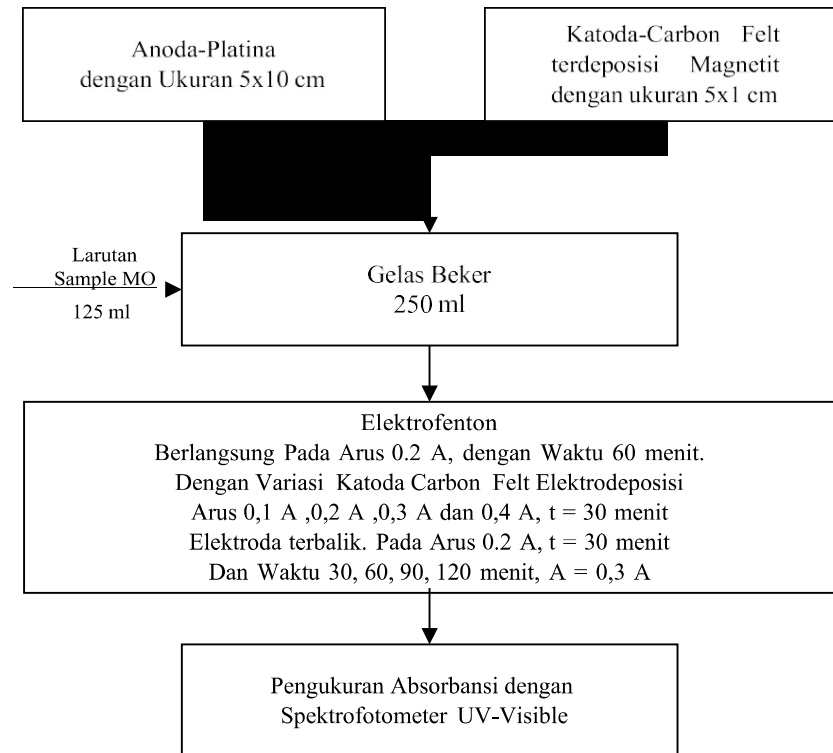 Anoda-Platina
dengan Ukuran 5x10 cm
Katoda-Carbon Felt
terdeposisi Magnetit
dengan ukuran 5x1 cm
Larutan
Sample MO
125 ml
Gelas Beker
250 ml
Elektrofenton
Berlangsung Pada Arus 0.2 A, dengan Waktu 60 menit.
Dengan Variasi Katoda Carbon Felt Elektrodeposisi
Arus 0,1 A ,0,2 A ,0,3 A dan 0,4 A, t = 30 menit
Elektroda terbalik. Pada Arus 0.2 A, t = 30 menit
Dan Waktu 30, 60, 90, 120 menit, A = 0,3 A
Pengukuran Absorbansi dengan
Spektrofotometer UV-Visible